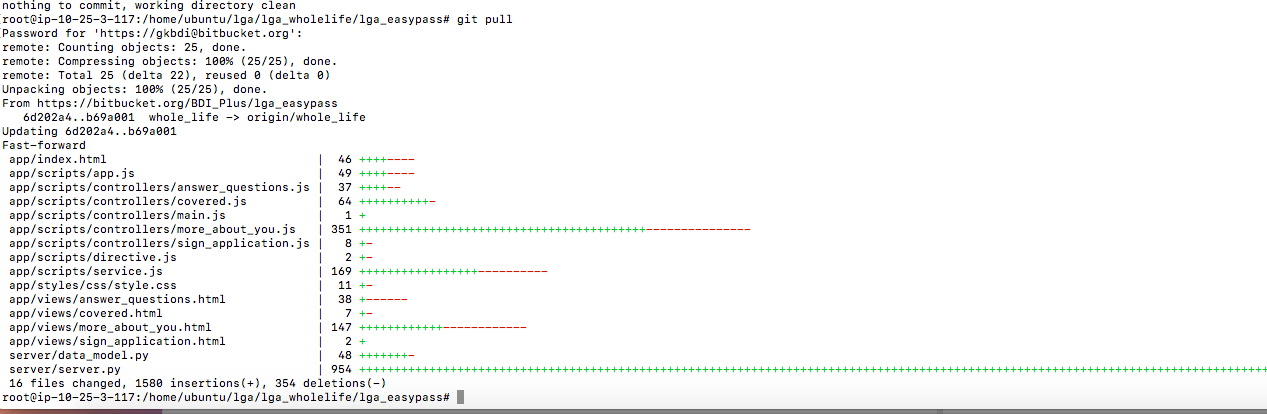 nothing to commit, working directory clean
root@ip-10-25-3-117:/home/ubuntu/lga/lga_wholelife/lga_easypass# git pull
Password for 'https://gkbdi@bitbucket.org':
remote: Counting objects: 25, done.
remote: Compressing objects: 100% (25/25), done.
remote: Total 25 (delta 22), reused 0 (delta 0)
Unpacking objects: 100% (25/25), done.
From https://bitbucket.org/BDI_Plus/lga_easypass
   6d202a4..b69a001  whole_life -> origin/whole_life
Updating 6d202a4..b69a001
Fast-forward
 app/index.html                              |  46 ++++----
 app/scripts/app.js                          |  49 ++++----
 app/scripts/controllers/answer_questions.js |  37 ++++--
 app/scripts/controllers/covered.js          |  64 ++++++++++-
 app/scripts/controllers/main.js             |   1 +
 app/scripts/controllers/more_about_you.js   | 351 +++++++++++++++++++++++++++++++++++++++++---------------
 app/scripts/controllers/sign_application.js |   8 +-
 app/scripts/directive.js                    |   2 +-
 app/scripts/service.js                      | 169 +++++++++++++++++----------
 app/styles/css/style.css                    |  11 +-
 app/views/answer_questions.html             |  38 +------
 app/views/covered.html                      |   7 +-
 app/views/more_about_you.html               | 147 ++++++++++++------------
 app/views/sign_application.html             |   2 +
 server/data_model.py                        |  48 +++++++-
 server/server.py                            | 954 ++++++++++++++++++++++++++++++++++++++++++++++++++++++++++++++++++++++++++++++++++++++++++++++++++++++++++++++++++++++++++++++++++
 16 files changed, 1580 insertions(+), 354 deletions(-)
root@ip-10-25-3-117:/home/ubuntu/lga/lga_wholelife/lga_easypass#